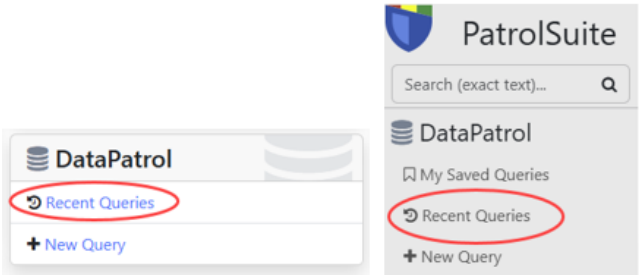 DataPatrol
Recent Queries
New Query
PatrolSuite
Search (exact text)...
DataPatrol
My Saved Queries
Recent Queries
New Query